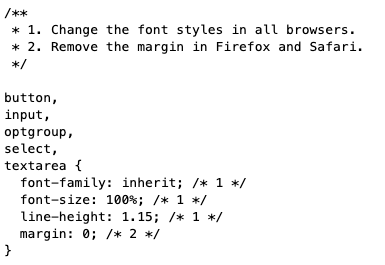 /**
 * 1. Change the font styles in all browsers.
 * 2. Remove the margin in Firefox and Safari.
 */

button,
input,
optgroup,
select,
textarea {
  font-family: inherit; /* 1 */
  font-size: 100%; /* 1 */
  line-height: 1.15; /* 1 */
  margin: 0; /* 2 */
}